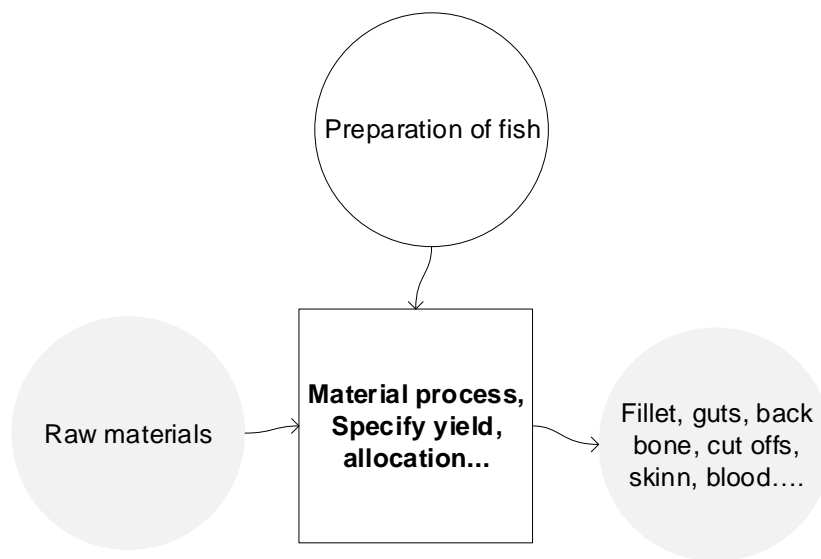 Preparation of fish
Raw materials
Material process,
Specify yield,
allocation...
Fillet, guts, back
bone, cut offs,
skinn, blood....